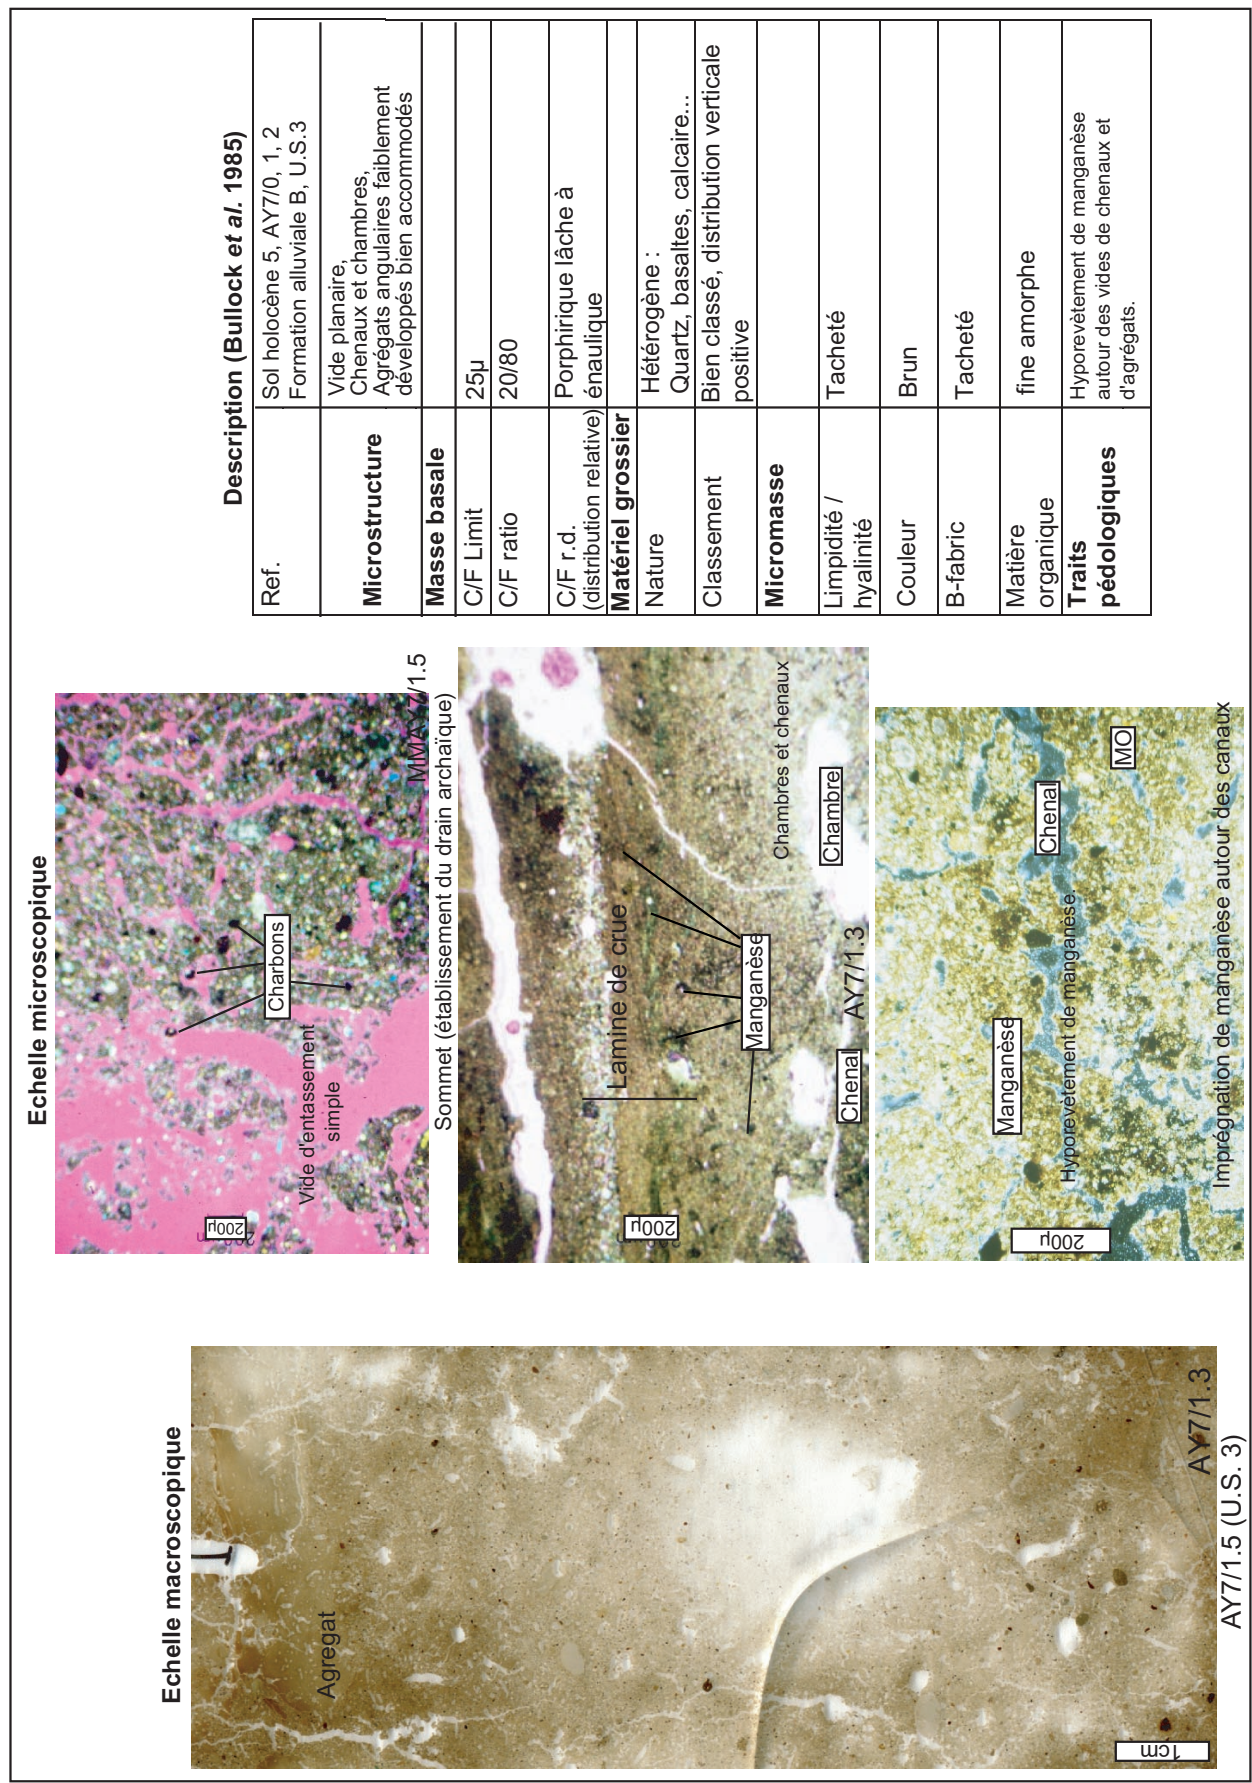 Echelle macroscopique
Agregat
1cm
AY7/1.3
AY7/1.5 (U.S. 3)
Echelle microscopique
Charbons
Vide d'entassement
simple
200µ
MMAY7/1.5
Sommet (établissement du drain archaïque)
Lamine de crue
Manganèse
Chambres et chenaux
Chambre
Chenal
200µ
AY7/1.3
Chenal
MO
Manganèse
Hyporevètement de manganèse.
200µ
Imprégnation de manganèse autour des canaux
Description (Bullock et al. 1985)
Ref.
Sol holocène 5, AY7/0, 1, 2
Formation alluviale B, U.S.3
Microstructure
Vide planaire,
Chenaux et chambres,
Agrégats angulaires faiblement
développés bien accommodés
Masse basale
C/F Limit
25µ
C/F ratio
20/80
C/F r.d.
(distribution relative)
Porphirique lâche à
énaulique
Matériel grossier
Nature
Hétérogène :
Quartz, basaltes, calcaire...
Classement
Bien classé, distribution verticale
positive
Micromasse
Limpidité /
hyalinité
Tacheté
Couleur
Brun
B-fabric
Tacheté
Matière
organique
fine amorphe
Traits
pédologiques
Hyporevètement de manganèse
autour des vides de chenaux et
d'agrégats.